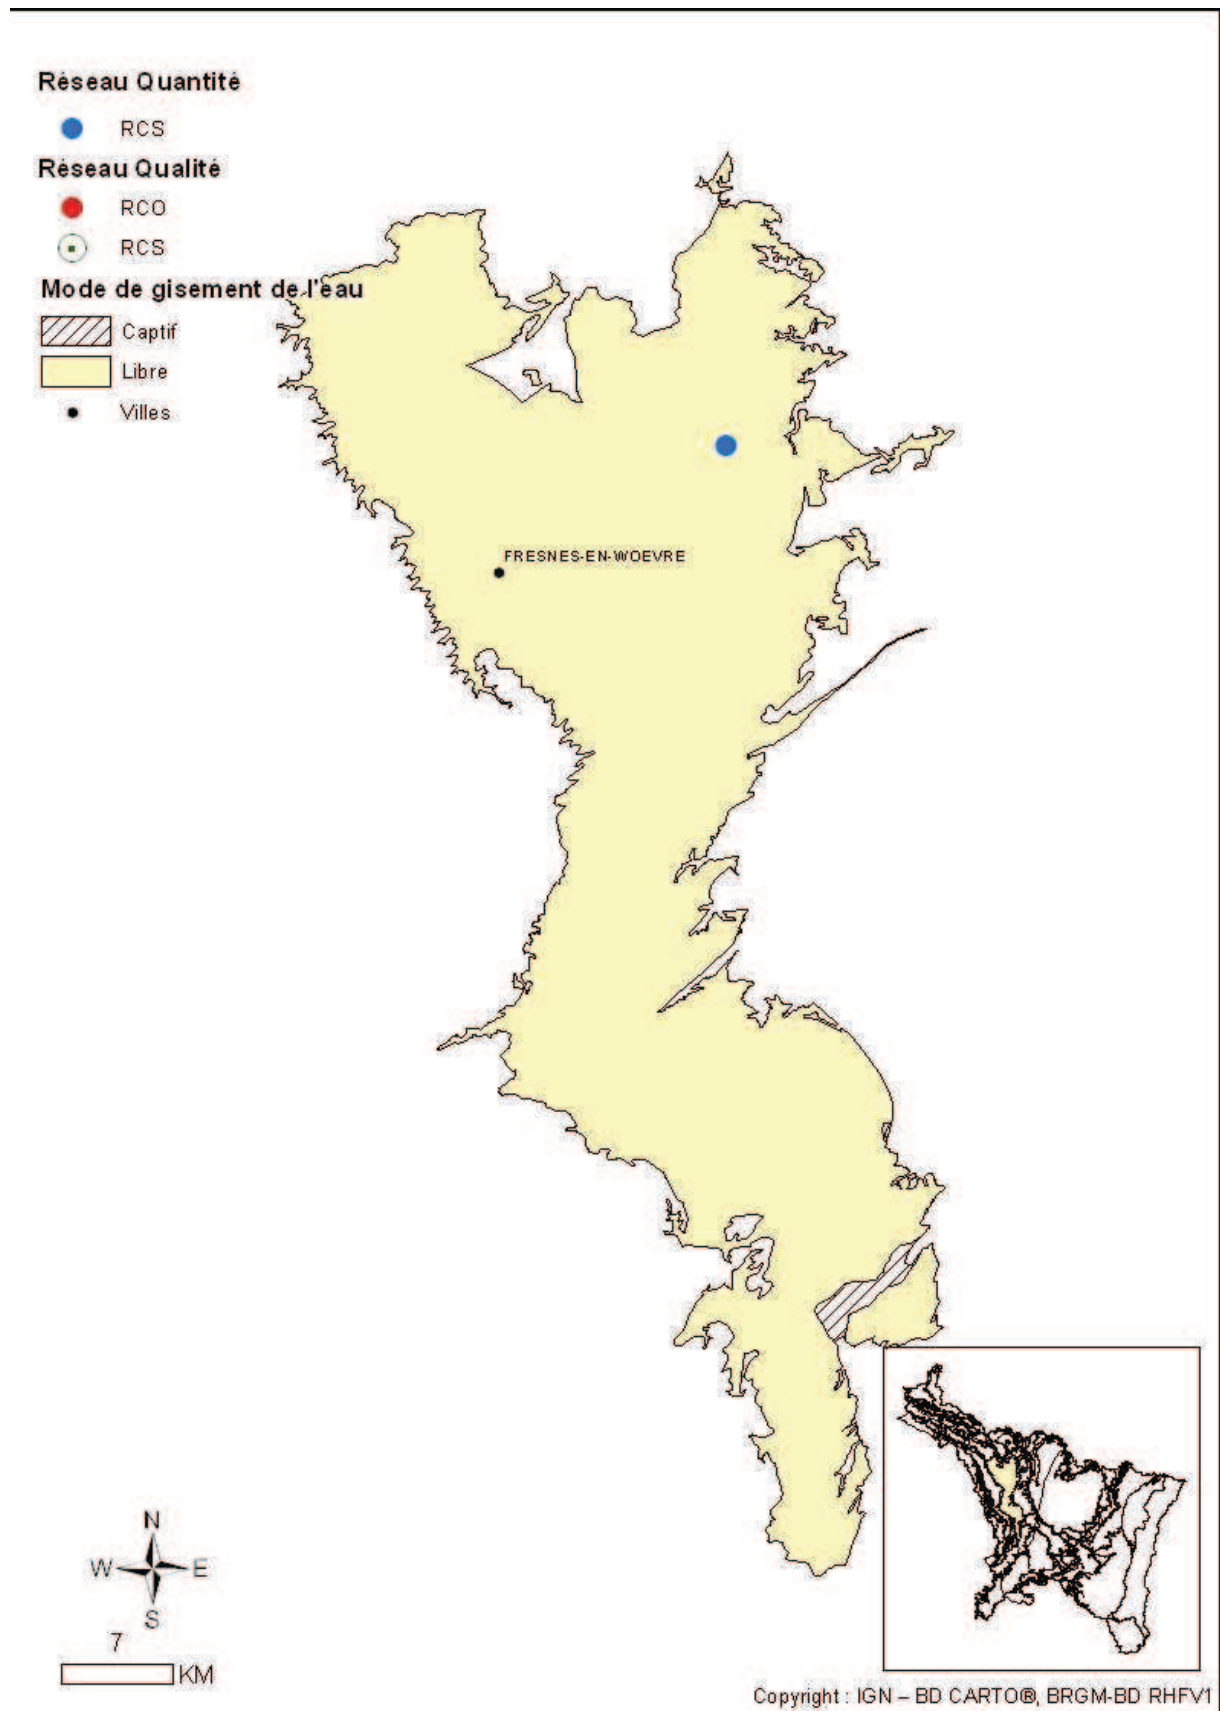 Réseau Quantité
RCS
Réseau Qualité
RCO
RCS
Mode de gisement de l'eau
Captif
Libre
Villes
FRESNES-EN-WOEVRE
N
W E
S
7
KM
Copyright : IGN – BD CARTO®, BRGM-BD RHFV1